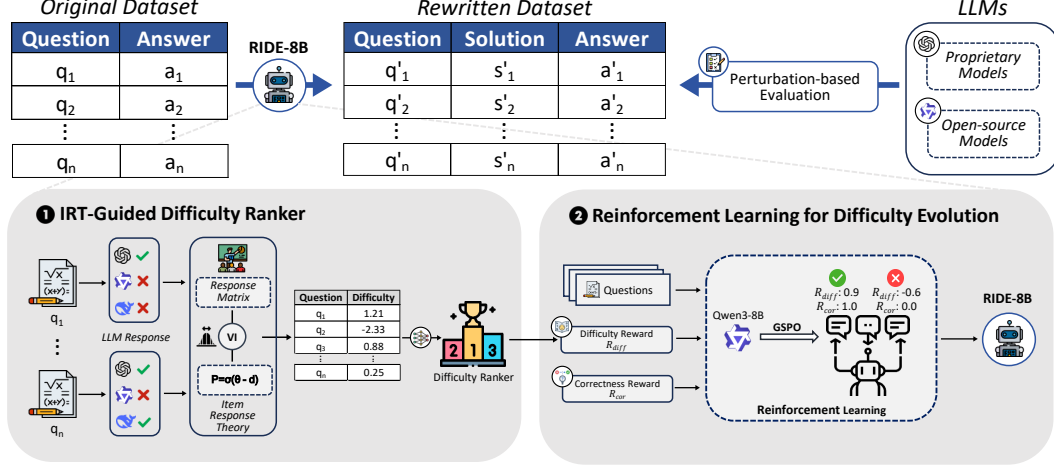 Original Dataset
Rewritten Dataset
LLMs
Question Answer
q1 a1
q2 a2
⋮ ⋮
qn an
RIDE-8B
Question Solution Answer
q'1 s'1 a'1
q'2 s'2 a'2
⋮ ⋮ ⋮
q'n s'n a'n
Perturbation-based
Evaluation
Proprietary
Models
Open-source
Models
❶ IRT-Guided Difficulty Ranker
√x
(x+y)=
q1
⋮
√x
(x+y)=
qn
LLM Response
Response
Matrix
VI
P=σ(θ - d)
Item
Response
Theory
Question Difficulty
q1 1.21
q2 -2.33
q3 0.88
⋮ ⋮
qn 0.25
2 1 3
Difficulty Ranker
❷ Reinforcement Learning for Difficulty Evolution
Questions
Difficulty Reward
Rdiff
Correctness Reward
Rcor
Qwen3-8B
GSPO
Rdiff: 0.9
Rcor: 1.0
Rdiff: -0.6
Rcor: 0.0
Reinforcement Learning
RIDE-8B